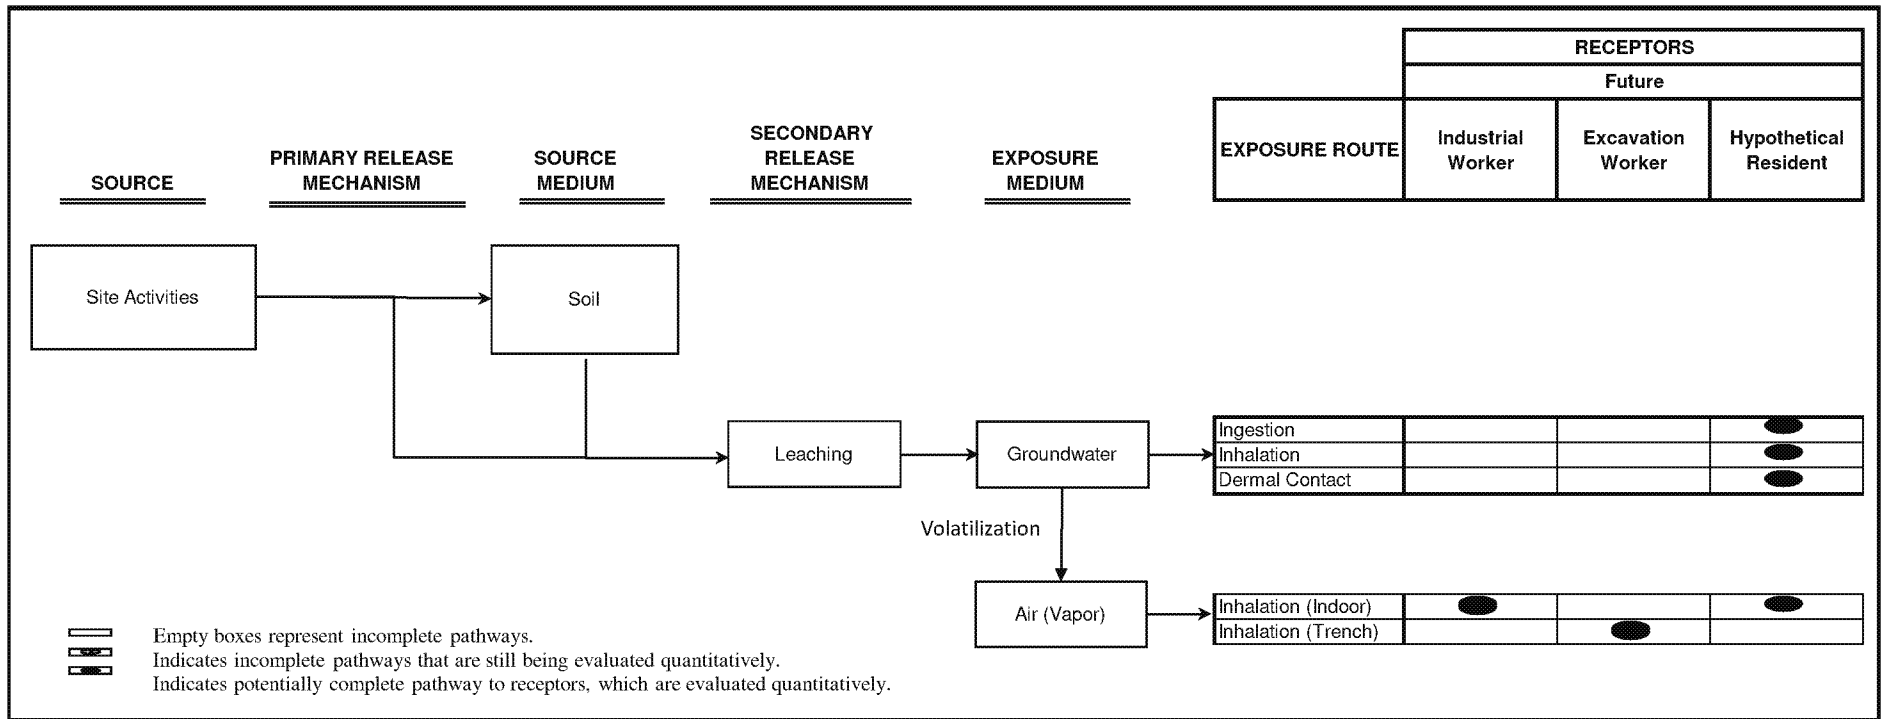 RECEPTORS
Future
EXPOSURE ROUTE
Industrial
Worker
Excavation
Worker
Hypothetical
Resident
SOURCE
PRIMARY RELEASE
MECHANISM
SOURCE
MEDIUM
SECONDARY
RELEASE
MECHANISM
EXPOSURE
MEDIUM
Site Activities
Soil
Leaching
Groundwater
Ingestion
Inhalation
Dermal Contact
Volatilization
Air (Vapor)
Inhalation (Indoor)
Inhalation (Trench)
Empty boxes represent incomplete pathways.
Indicates incomplete pathways that are still being evaluated quantitatively.
Indicates potentially complete pathway to receptors, which are evaluated quantitatively.